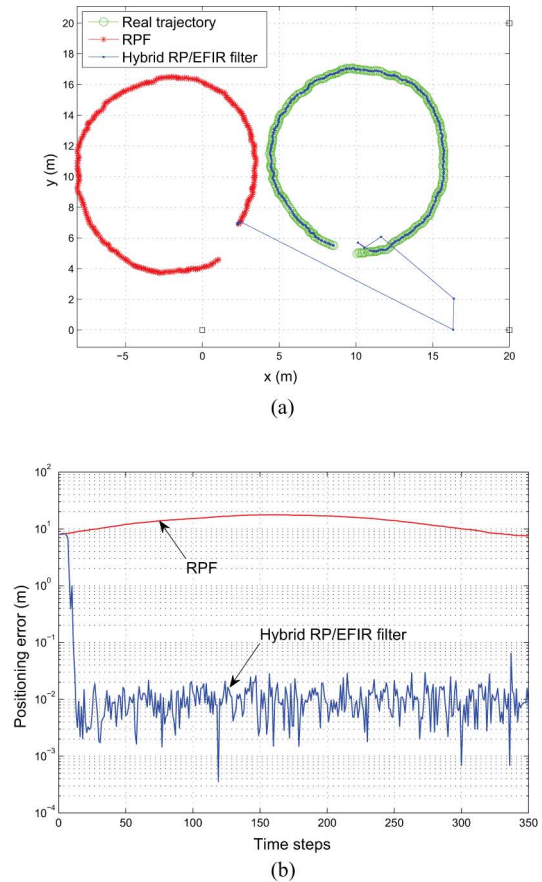 Real trajectory
RPF
Hybrid RP/EFIR filter
20
18
16
14
12
10
8
6
4
2
0
y (m)
−5 0 5 10 15 20
x (m)
(a)
10^2
10^1
10^0
10^−1
10^−2
10^−3
10^−4
Positioning error (m)
RPF
Hybrid RP/EFIR filter
0 50 100 150 200 250 300 350
Time steps
(b)